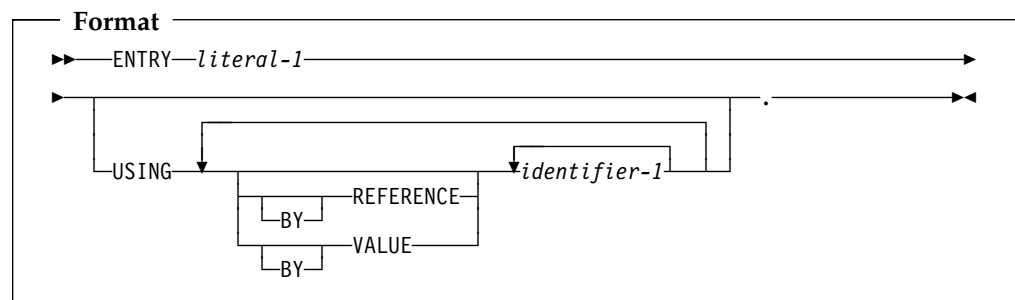 Format
ENTRY literal-1
.
USING identifier-1
REFERENCE
BY
VALUE
BY